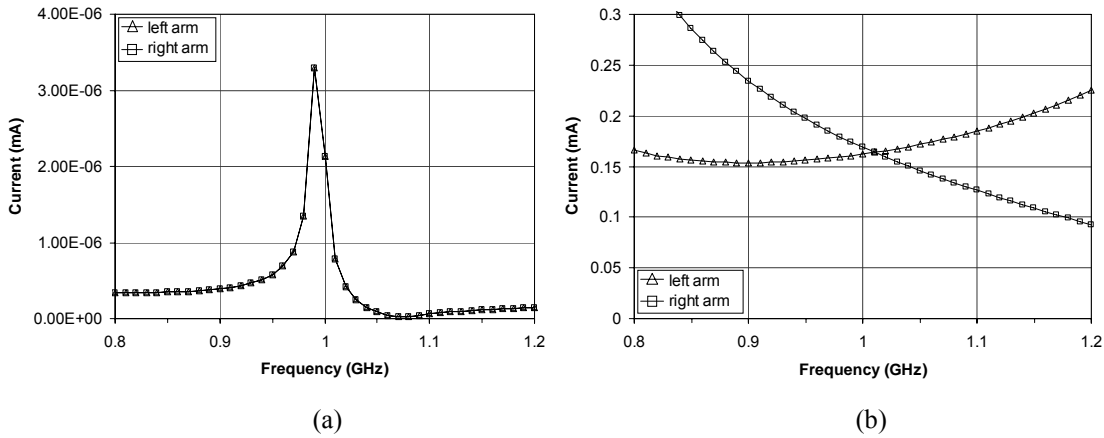 4.00E-06
3.00E-06
2.00E-06
1.00E-06
0.00E+00
Current (mA)
left arm
right arm
0.8 0.9 1 1.1 1.2
Frequency (GHz)
(a)
0.3
0.25
0.2
0.15
0.1
0.05
0
Current (mA)
left arm
right arm
0.8 0.9 1 1.1 1.2
Frequency (GHz)
(b)